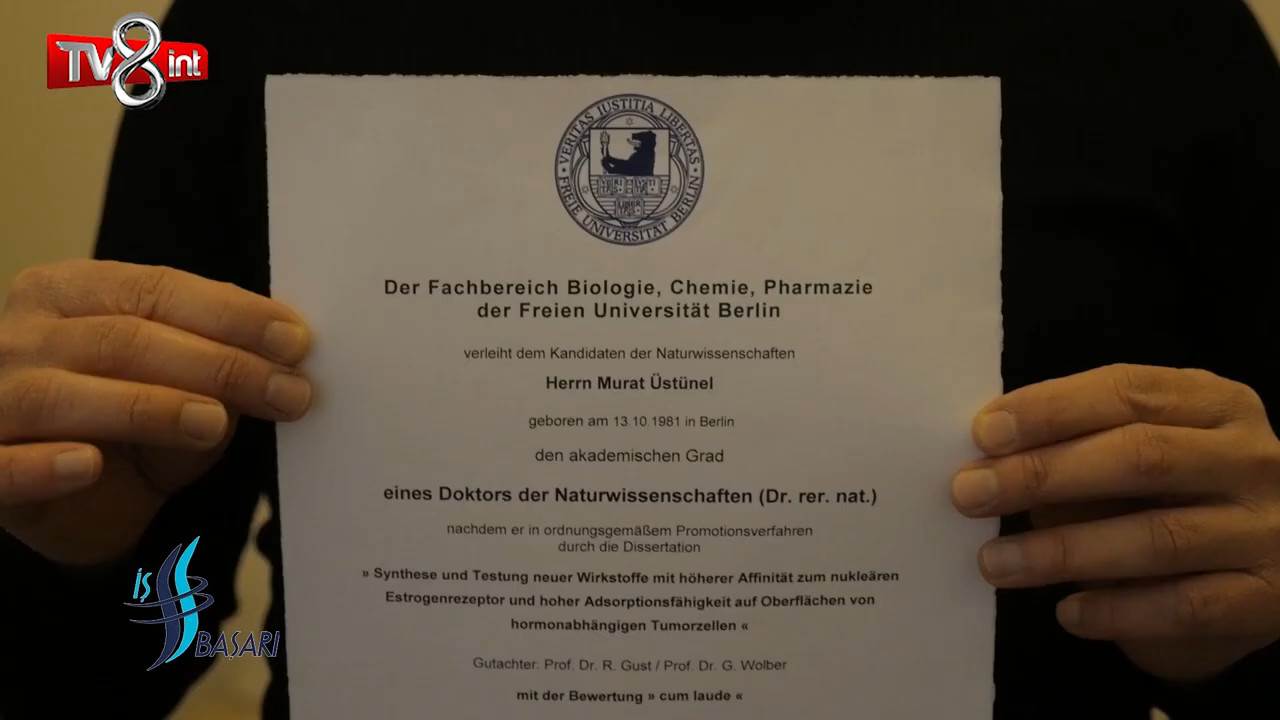 TV8int
VERITAS IUSTITIA LIBERTAS
FREIE UNIVERSITÄT BERLIN
Der Fachbereich Biologie, Chemie, Pharmazie
der Freien Universität Berlin
verleiht dem Kandidaten der Naturwissenschaften
Herrn Murat Üstünel
geboren am 13.10.1981 in Berlin
den akademischen Grad
eines Doktors der Naturwissenschaften (Dr. rer. nat.)
nachdem er in ordnungsgemäßem Promotionsverfahren
durch die Dissertation
» Synthese und Testung neuer Wirkstoffe mit höherer Affinität zum nukleären
Estrogenrezeptor und hoher Adsorptionsfähigkeit auf Oberflächen von
hormonabhängigen Tumorzellen «
Gutachter: Prof. Dr. R. Gust / Prof. Dr. G. Wolber
mit der Bewertung » cum laude «
İŞ
BAŞARI